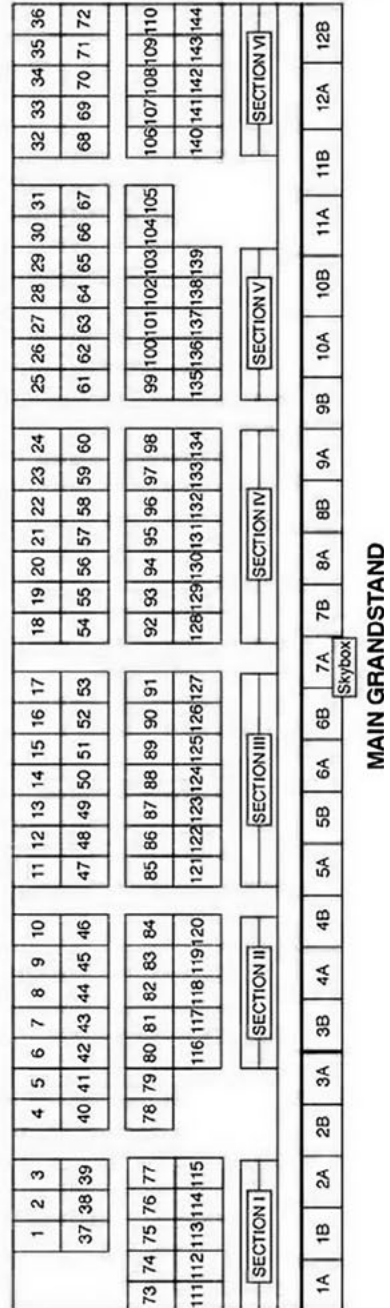 1 2 3 4 5 6 7 8 9 10 11 12 13 14 15 16 17 18 19 20 21 22 23 24 25 26 27 28 29 30 31 32 33 34 35 36
37 38 39 40 41 42 43 44 45 46 47 48 49 50 51 52 53 54 55 56 57 58 59 60 61 62 63 64 65 66 67 68 69 70 71 72
73 74 75 76 77 78 79 80 81 82 83 84 85 86 87 88 89 90 91 92 93 94 95 96 97 98 99 100 101 102 103 104 105 106 107 108 109 110
111 112 113 114 115 116 117 118 119 120 121 122 123 124 125 126 127 128 129 130 131 132 133 134 135 136 137 138 139 140 141 142 143 144
SECTION I SECTION II SECTION III SECTION IV SECTION V SECTION VI
1A 1B 2A 2B 3A 3B 4A 4B 5A 5B 6A 6B 7A 7B 8A 8B 9A 9B 10A 10B 11A 11B 12A 12B
Skybox
MAIN GRANDSTAND